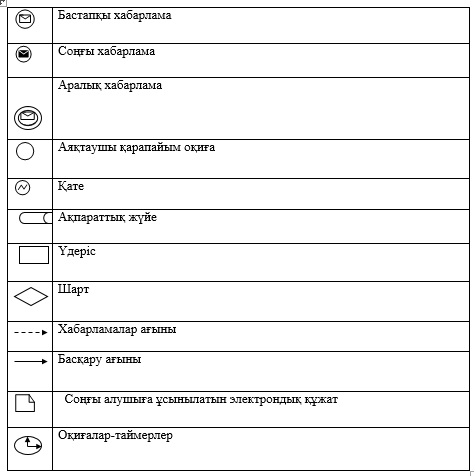 Бастапқы хабарлама
Соңғы хабарлама
Аралық хабарлама
Аяқтаушы қарапайым оқиға
Қате
Ақпараттық жүйе
Үдеріс
Шарт
Хабарламалар ағыны
Басқару ағыны
Соңғы алушыға ұсынылатын электрондық құжат
Оқиғалар-таймерлер